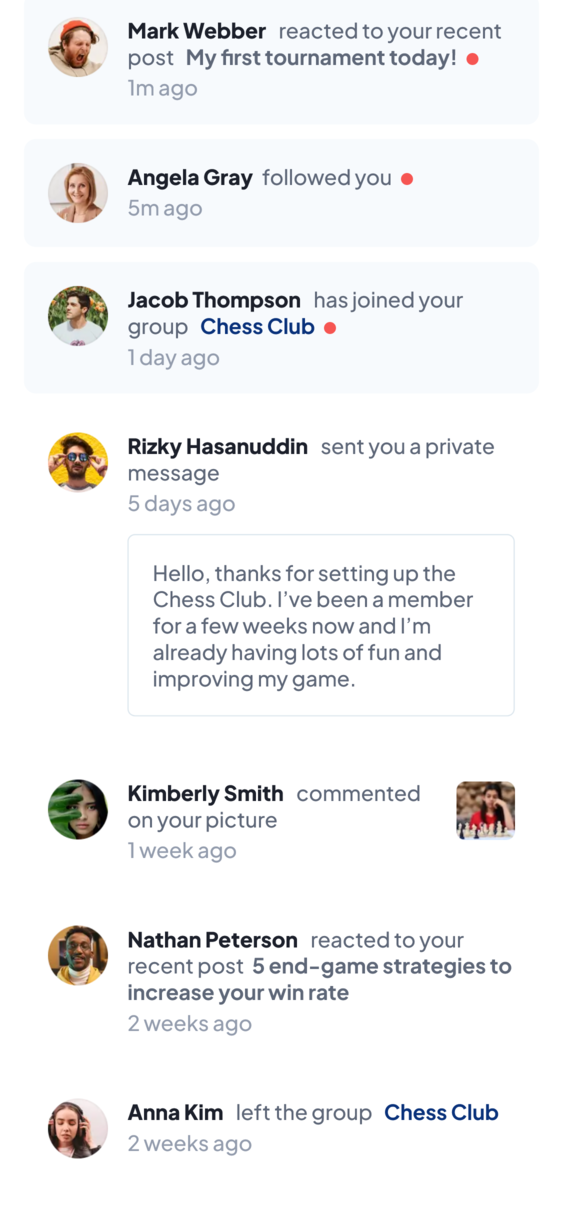 Mark Webber reacted to your recent
post My first tournament today!
1m ago
Angela Gray followed you
5m ago
Jacob Thompson has joined your
group Chess Club
1 day ago
Rizky Hasanuddin sent you a private
message
5 days ago
Hello, thanks for setting up the
Chess Club. I’ve been a member
for a few weeks now and I’m
already having lots of fun and
improving my game.
Kimberly Smith commented
on your picture
1 week ago
Nathan Peterson reacted to your
recent post 5 end-game strategies to
increase your win rate
2 weeks ago
Anna Kim left the group Chess Club
2 weeks ago